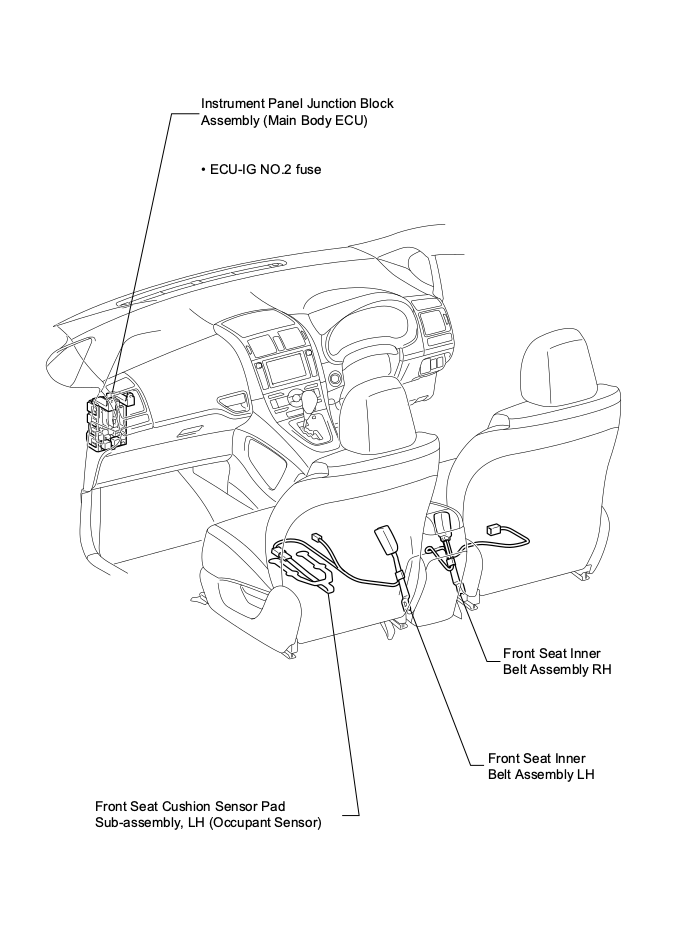 Instrument Panel Junction Block
Assembly (Main Body ECU)
• ECU-IG NO.2 fuse
Front Seat Inner
Belt Assembly RH
Front Seat Inner
Belt Assembly LH
Front Seat Cushion Sensor Pad
Sub-assembly, LH (Occupant Sensor)